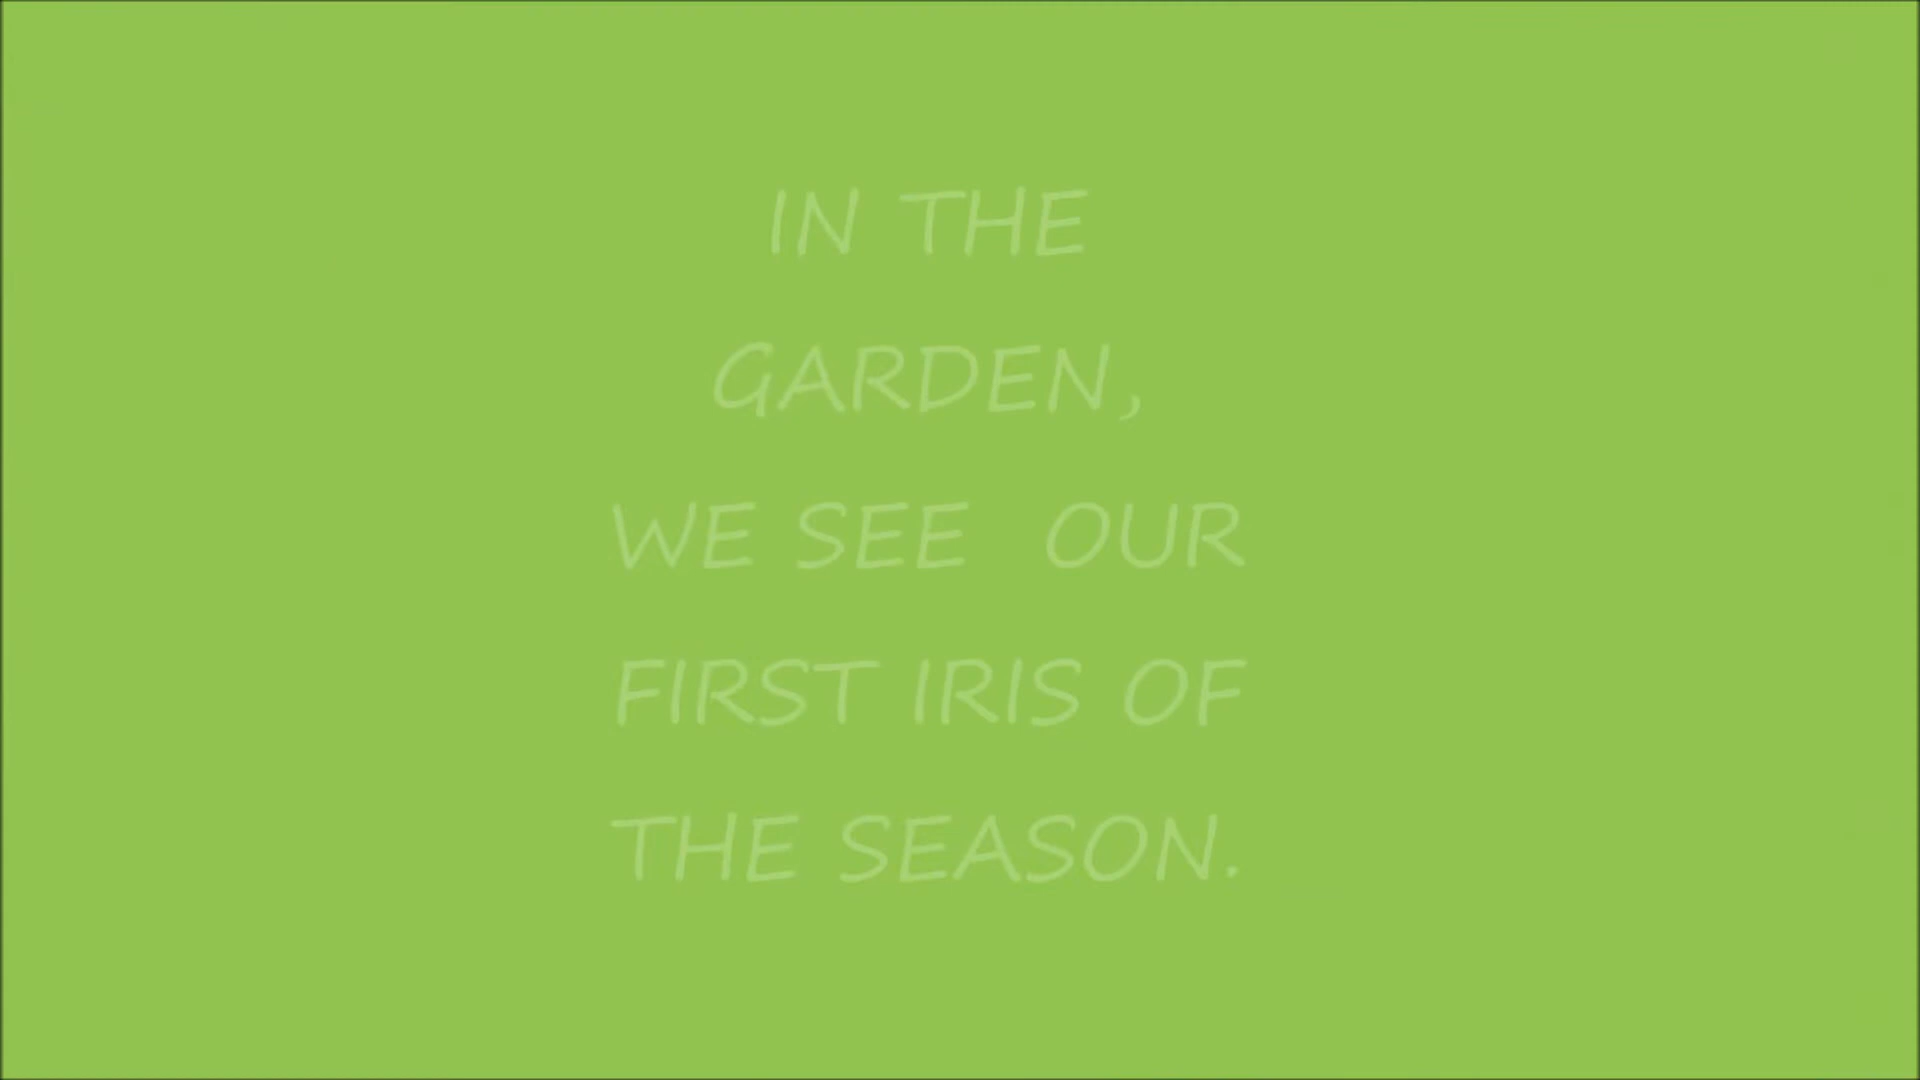 IN THE
GARDEN,
WE SEE  OUR
FIRST IRIS OF
THE SEASON.